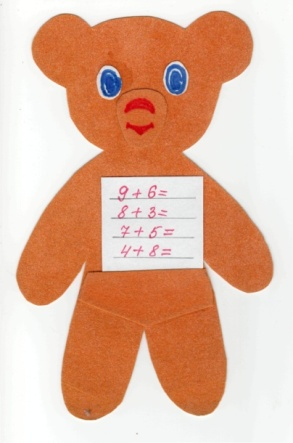 9+6=
8+3=
7+5=
4+8=